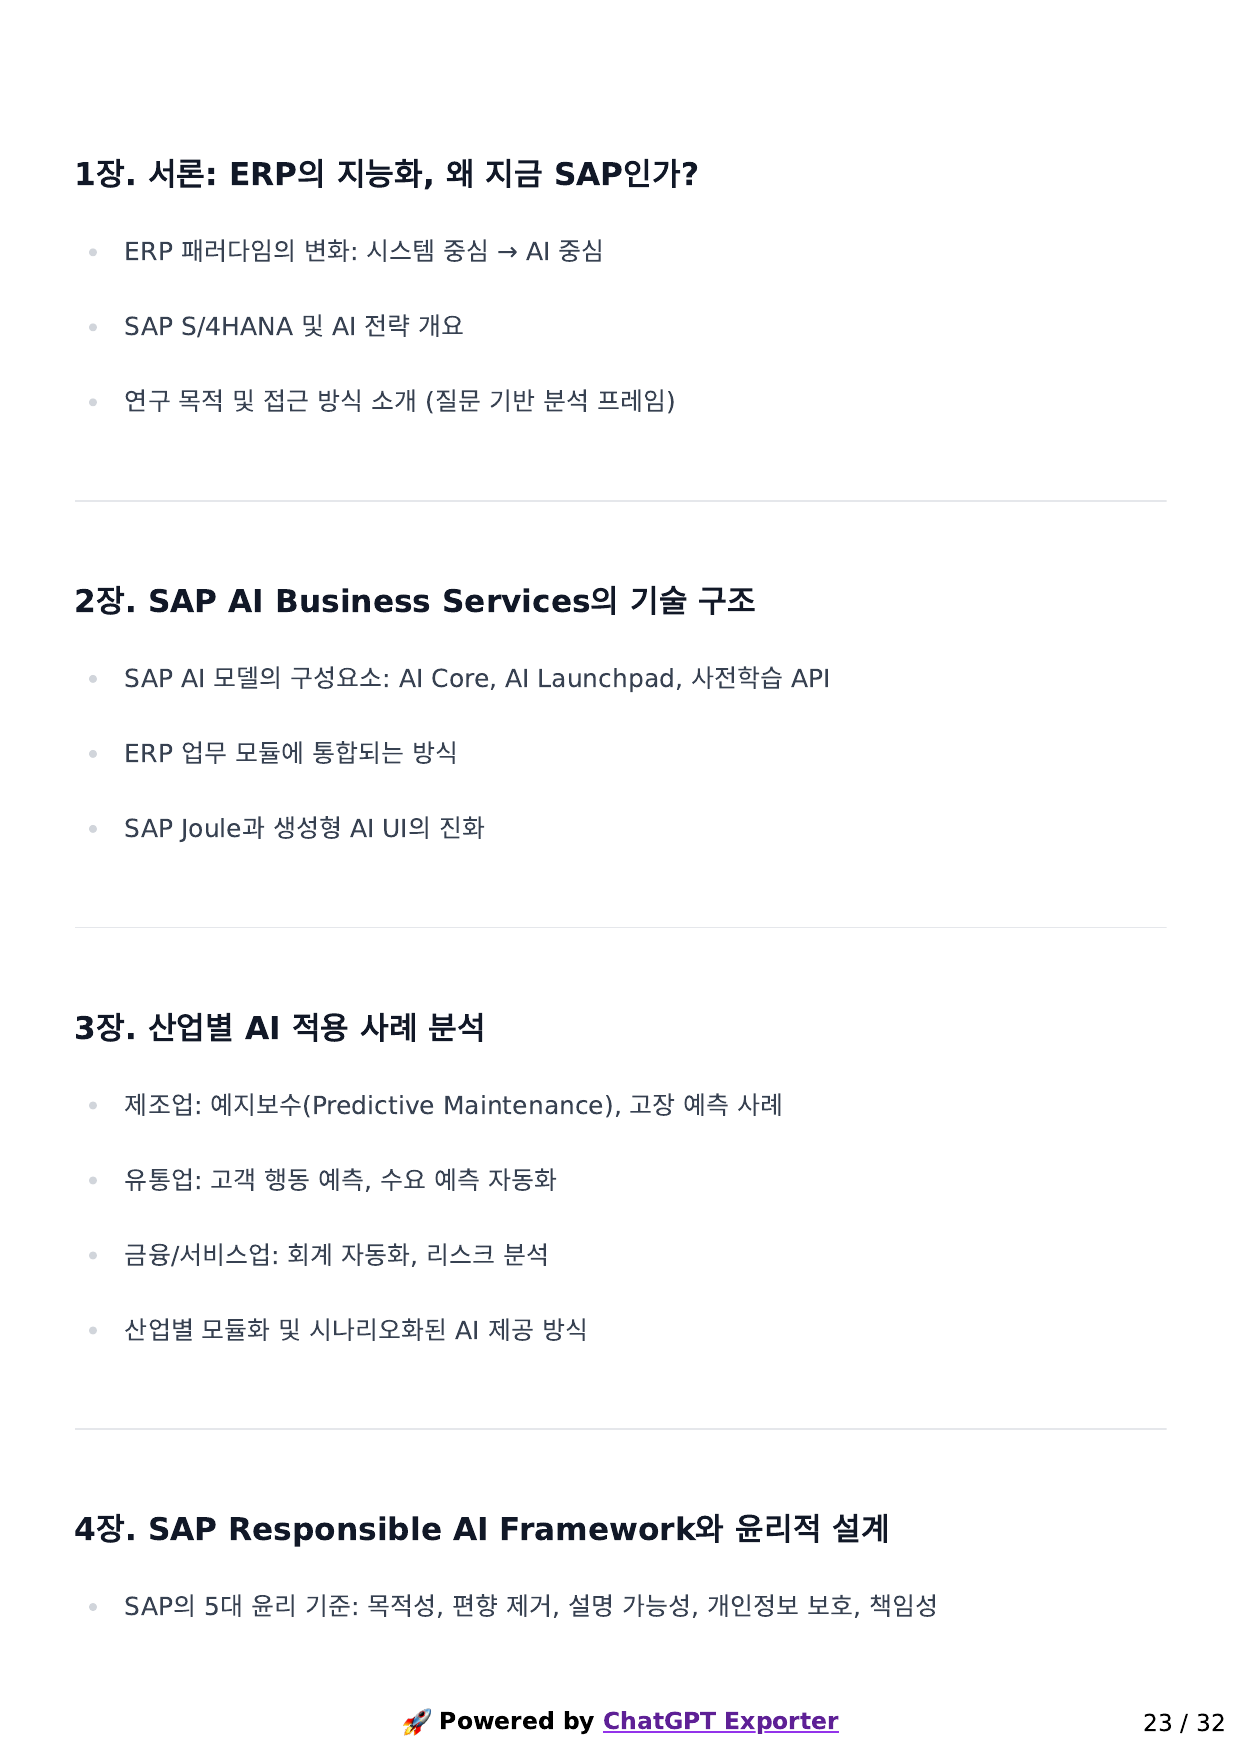 1장. 서론: ERP의 지능화, 왜 지금 SAP인가?
ERP 패러다임의 변화: 시스템 중심 → AI 중심
SAP S/4HANA 및 AI 전략 개요
연구 목적 및 접근 방식 소개 (질문 기반 분석 프레임)
2장. SAP AI Business Services의 기술 구조
SAP AI 모델의 구성요소: AI Core, AI Launchpad, 사전학습 API
ERP 업무 모듈에 통합되는 방식
SAP Joule과 생성형 AI UI의 진화
3장. 산업별 AI 적용 사례 분석
제조업: 예지보수(Predictive Maintenance), 고장 예측 사례
유통업: 고객 행동 예측, 수요 예측 자동화
금융/서비스업: 회계 자동화, 리스크 분석
산업별 모듈화 및 시나리오화된 AI 제공 방식
4장. SAP Responsible AI Framework와 윤리적 설계
SAP의 5대 윤리 기준: 목적성, 편향 제거, 설명 가능성, 개인정보 보호, 책임성
🚀 Powered by ChatGPT Exporter
23 / 32